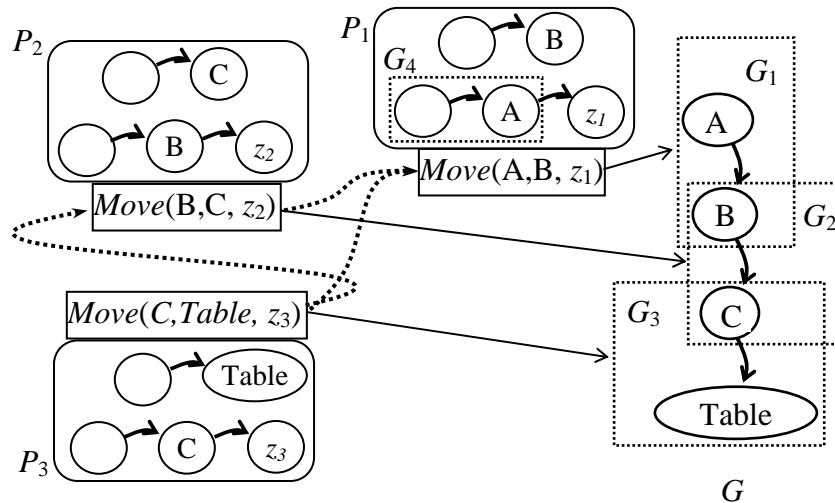 P2
C
B
z2
Move(B,C, z2)
P1
B
G4
A
z1
Move(A,B, z1)
G1
A
B
G2
G3
C
Table
G
Move(C,Table, z3)
Table
C
z3
P3